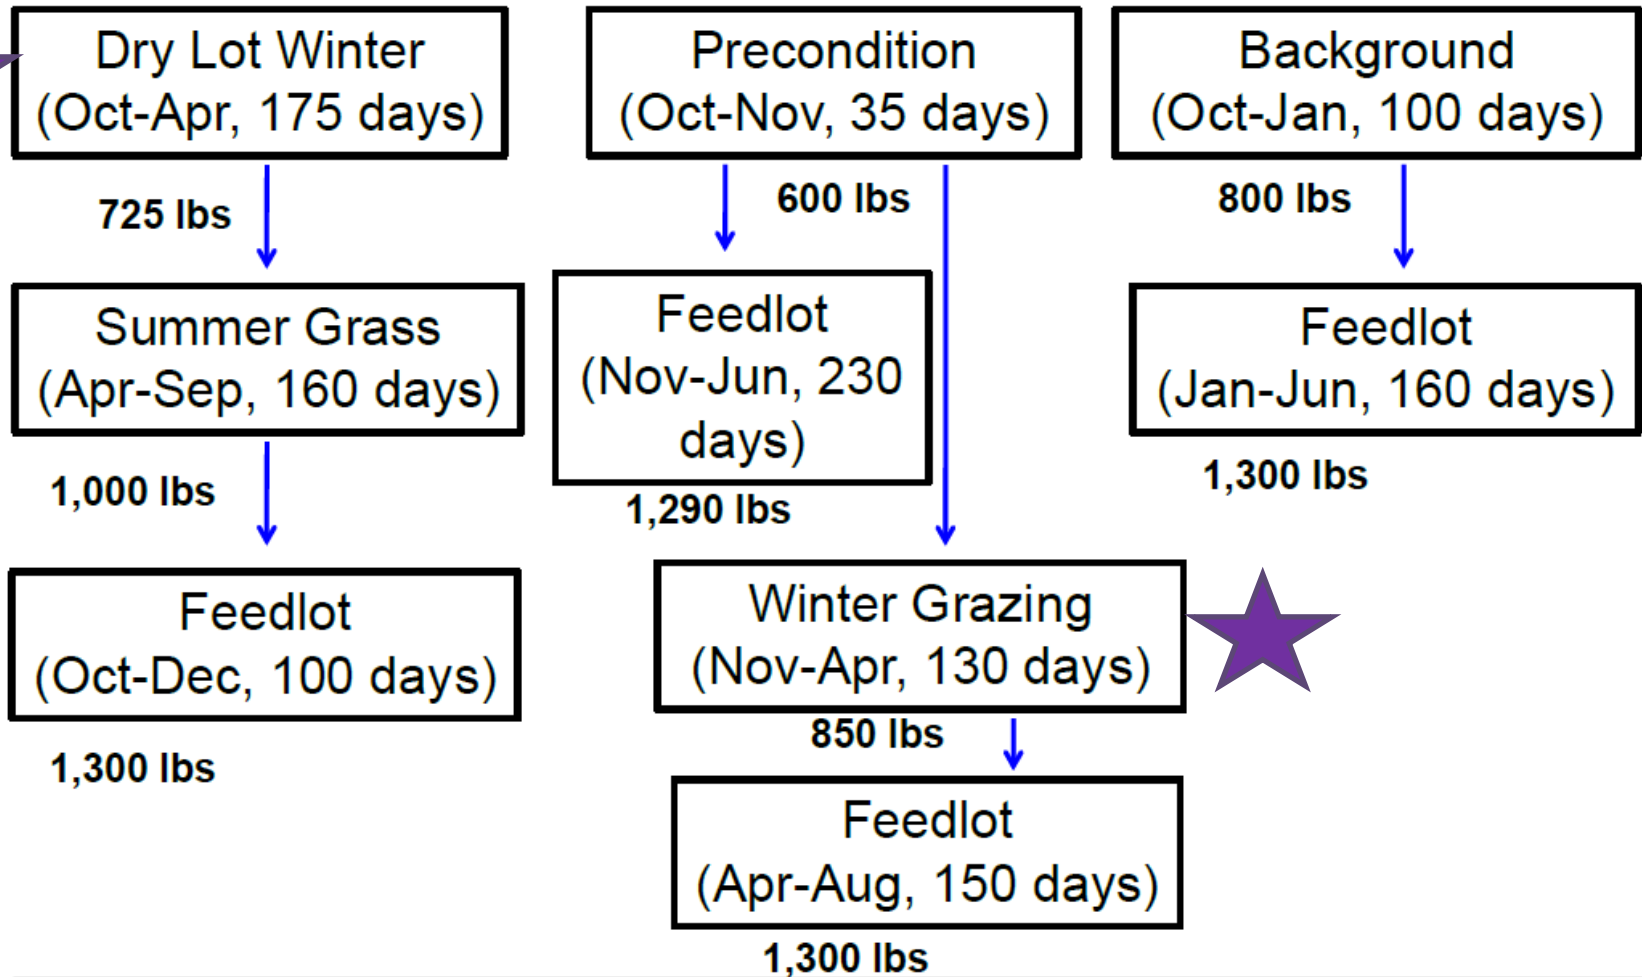 Dry Lot Winter
(Oct-Apr, 175 days)
725 lbs
Summer Grass
(Apr-Sep, 160 days)
1,000 lbs
Feedlot
(Oct-Dec, 100 days)
1,300 lbs
Precondition
(Oct-Nov, 35 days)
600 lbs
Feedlot
(Nov-Jun, 230
days)
1,290 lbs
Winter Grazing
(Nov-Apr, 130 days)
850 lbs
Feedlot
(Apr-Aug, 150 days)
1,300 lbs
Background
(Oct-Jan, 100 days)
800 lbs
Feedlot
(Jan-Jun, 160 days)
1,300 lbs